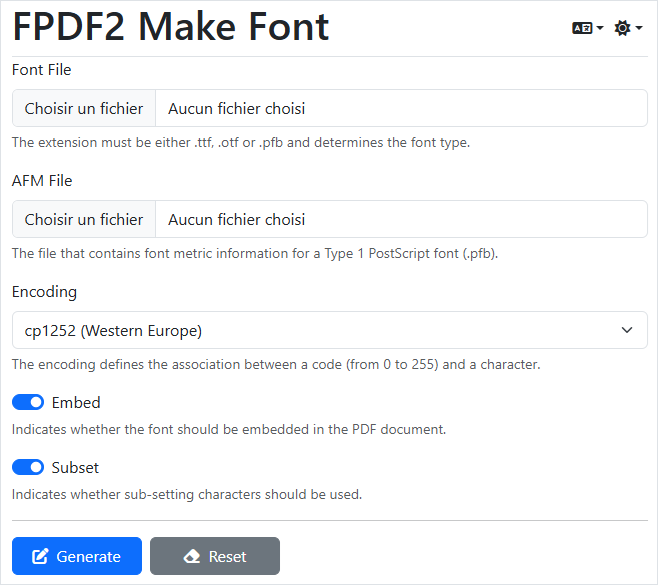 FPDF2 Make Font
Font File
Choisir un fichier Aucun fichier choisi
The extension must be either .ttf, .otf or .pfb and determines the font type.
AFM File
Choisir un fichier Aucun fichier choisi
The file that contains font metric information for a Type 1 PostScript font (.pfb).
Encoding
cp1252 (Western Europe)
The encoding defines the association between a code (from 0 to 255) and a character.
Embed
Indicates whether the font should be embedded in the PDF document.
Subset
Indicates whether sub-setting characters should be used.
Generate Reset